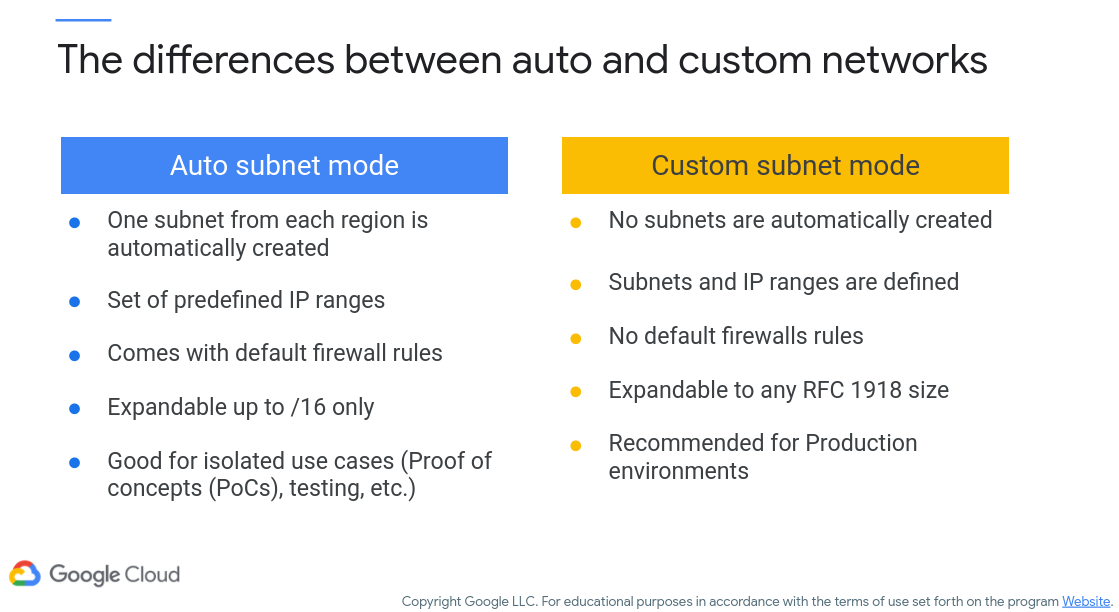 The differences between auto and custom networks
Auto subnet mode
One subnet from each region is
automatically created
Set of predefined IP ranges
Comes with default firewall rules
Expandable up to /16 only
Good for isolated use cases (Proof of
concepts (PoCs), testing, etc.)
Custom subnet mode
No subnets are automatically created
Subnets and IP ranges are defined
No default firewalls rules
Expandable to any RFC 1918 size
Recommended for Production
environments
Google Cloud
Copyright Google LLC. For educational purposes in accordance with the terms of use set forth on the program Website.